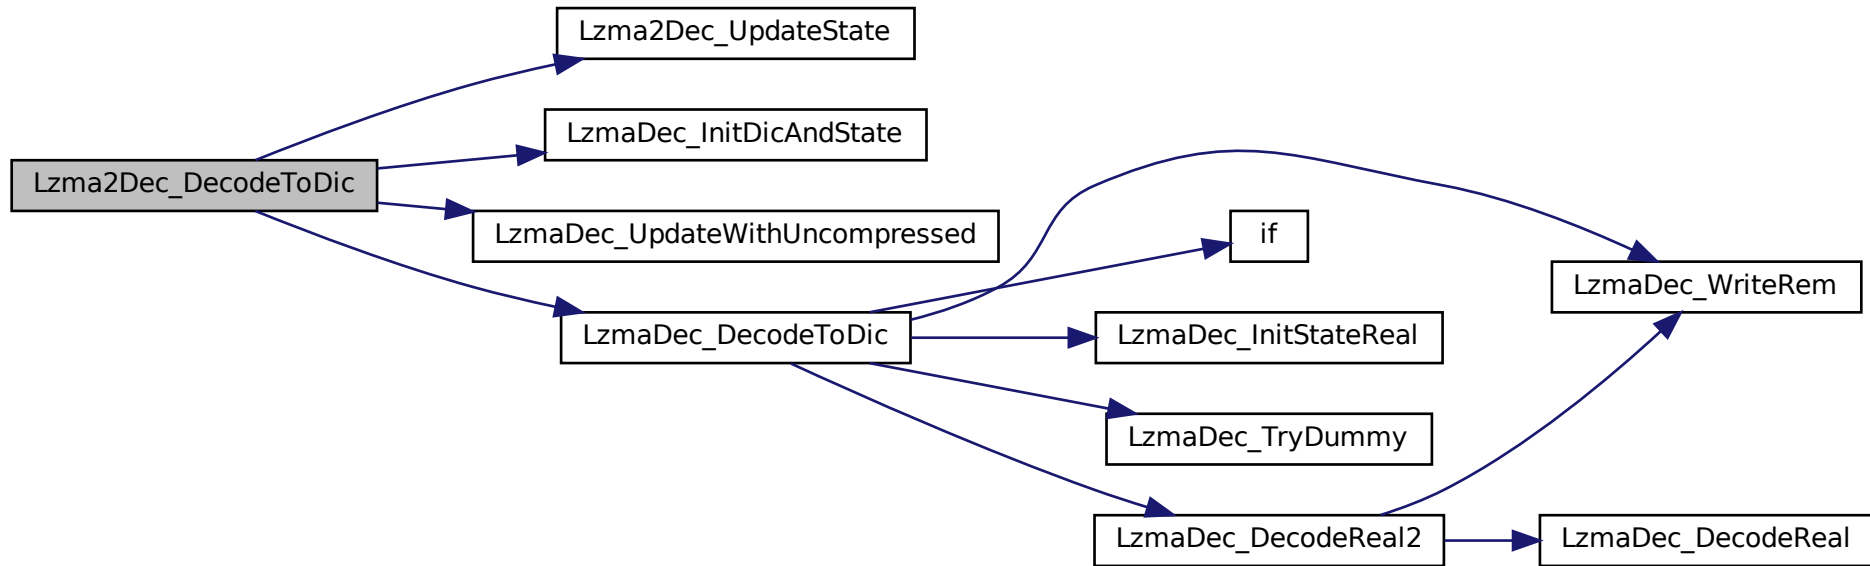 Lzma2Dec_UpdateState
LzmaDec_InitDicAndState
Lzma2Dec_DecodeToDic
LzmaDec_UpdateWithUncompressed
if
LzmaDec_WriteRem
LzmaDec_DecodeToDic
LzmaDec_InitStateReal
LzmaDec_TryDummy
LzmaDec_DecodeReal2
LzmaDec_DecodeReal